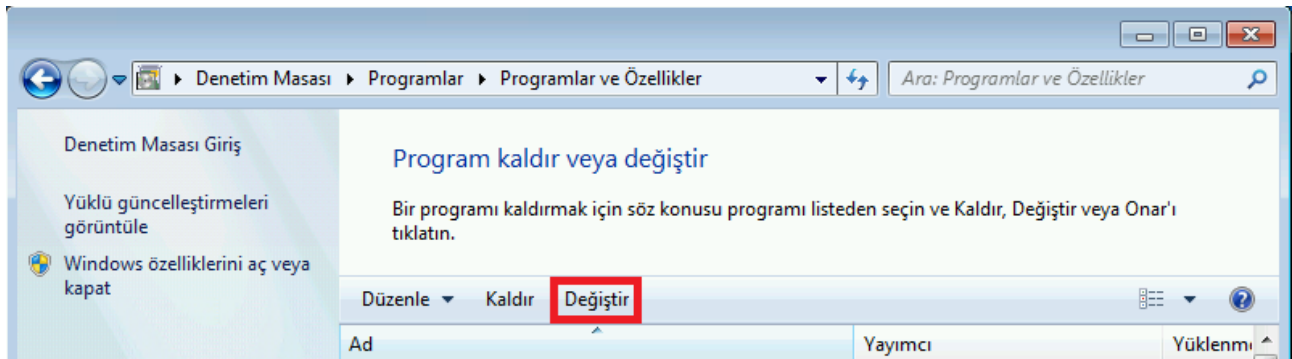 Denetim Masası ▸ Programlar ▸ Programlar ve Özellikler
Ara: Programlar ve Özellikler
Denetim Masası Giriş
Yüklü güncelleştirmeleri
görüntüle
Windows özelliklerini aç veya
kapat
Program kaldır veya değiştir
Bir programı kaldırmak için söz konusu programı listeden seçin ve Kaldır, Değiştir veya Onar'ı
tıklatın.
Düzenle Kaldır Değiştir
Ad Yayımcı